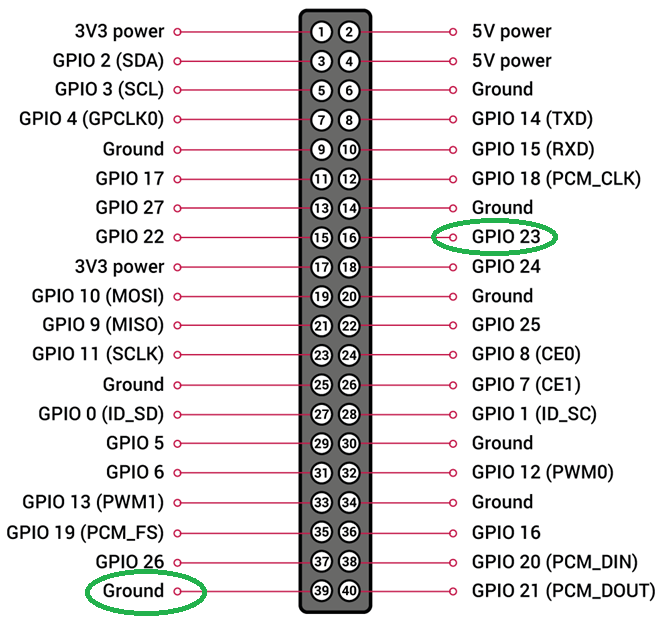 3V3 power 1 2 5V power
GPIO 2 (SDA) 3 4 5V power
GPIO 3 (SCL) 5 6 Ground
GPIO 4 (GPCLK0) 7 8 GPIO 14 (TXD)
Ground 9 10 GPIO 15 (RXD)
GPIO 17 11 12 GPIO 18 (PCM_CLK)
GPIO 27 13 14 Ground
GPIO 22 15 16 GPIO 23
3V3 power 17 18 GPIO 24
GPIO 10 (MOSI) 19 20 Ground
GPIO 9 (MISO) 21 22 GPIO 25
GPIO 11 (SCLK) 23 24 GPIO 8 (CE0)
Ground 25 26 GPIO 7 (CE1)
GPIO 0 (ID_SD) 27 28 GPIO 1 (ID_SC)
GPIO 5 29 30 Ground
GPIO 6 31 32 GPIO 12 (PWM0)
GPIO 13 (PWM1) 33 34 Ground
GPIO 19 (PCM_FS) 35 36 GPIO 16
GPIO 26 37 38 GPIO 20 (PCM_DIN)
Ground 39 40 GPIO 21 (PCM_DOUT)